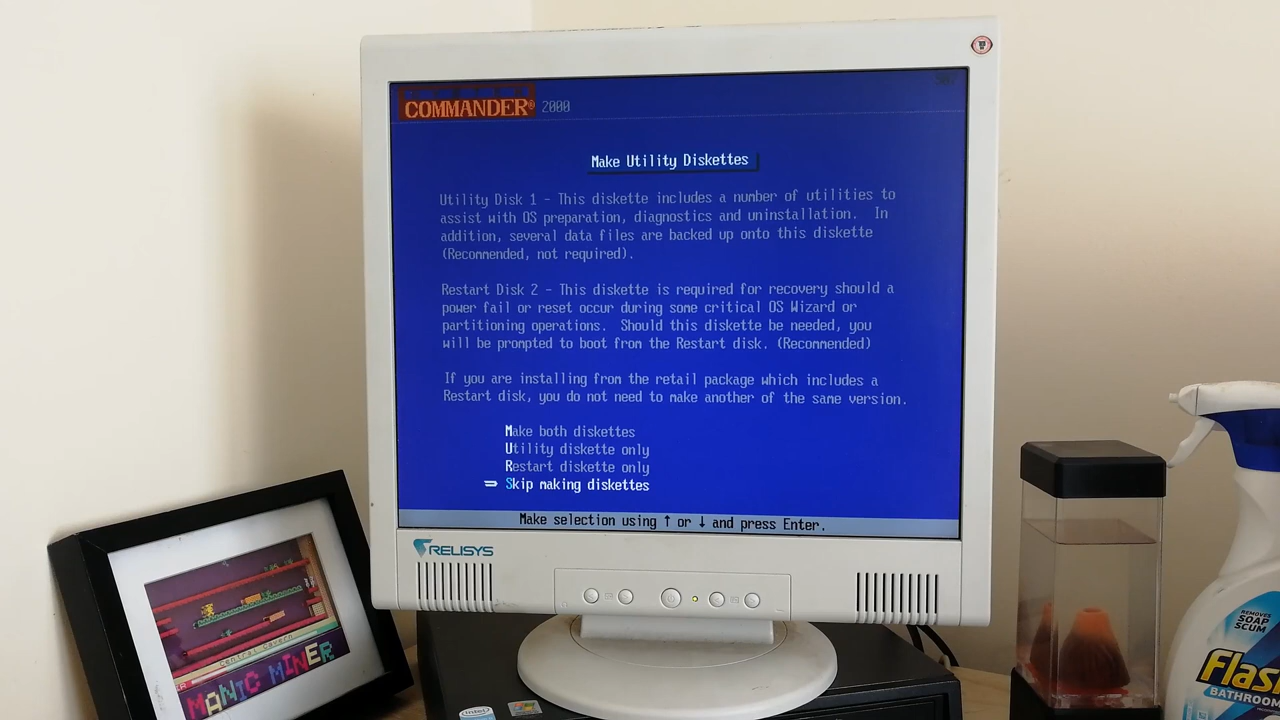 COMMANDER® 2000
Make Utility Diskettes
Utility Disk 1 - This diskette includes a number of utilities to
assist with OS preparation, diagnostics and uninstallation. In
addition, several data files are backed up onto this diskette
(Recommended, not required).
Restart Disk 2 - This diskette is required for recovery should a
power fail or reset occur during some critical OS Wizard or
partitioning operations. Should this diskette be needed, you
will be prompted to boot from the Restart disk. (Recommended)
If you are installing from the retail package which includes a
Restart disk, you do not need to make another of the same version.
Make both diskettes
Utility diskette only
Restart diskette only
Skip making diskettes
Make selection using ↑ or ↓ and press Enter.
RELISYS
Central Cavern
MANIC MINER
intel
REMOVES
SOAP
SCUM
Flas
BATHROOM